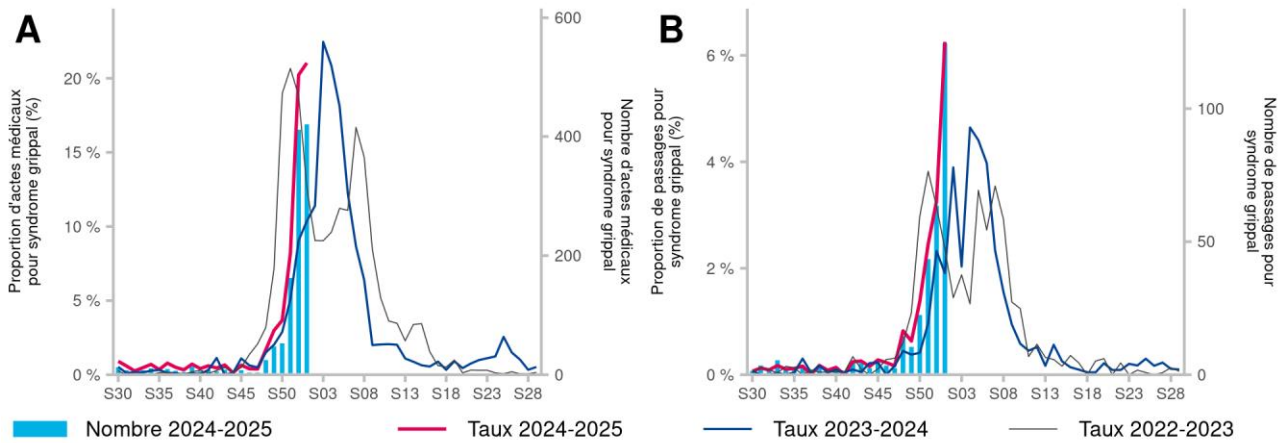 A
Proportion d'actes médicaux
pour syndrome grippal (%)
20 %
15 %
10 %
5 %
0 %
600
400
200
0
Nombre d'actes médicaux
pour syndrome grippal
S30 S35 S40 S45 S50 S03 S08 S13 S18 S23 S28
B
Proportion de passages pour
syndrome grippal (%)
6 %
4 %
2 %
0 %
100
50
0
Nombre de passages pour
syndrome grippal
S30 S35 S40 S45 S50 S03 S08 S13 S18 S23 S28
Nombre 2024-2025 Taux 2024-2025 Taux 2023-2024 Taux 2022-2023